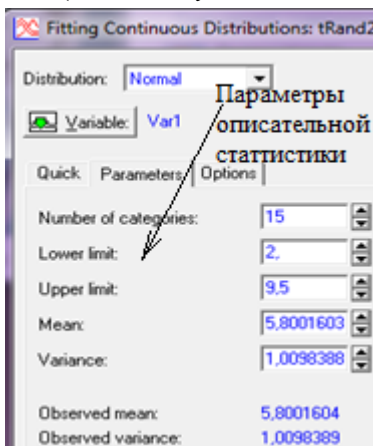 Fitting Continuous Distributions: tRand2
Distribution: Normal
Параметры
Variable: Var1
описательной
статтистики
Quick Parameters Options
Number of categories: 15
Lower limit: 2,
Upper limit: 9,5
Mean: 5,8001603
Variance: 1,0098388
Observed mean: 5,8001604
Observed variance: 1,0098389